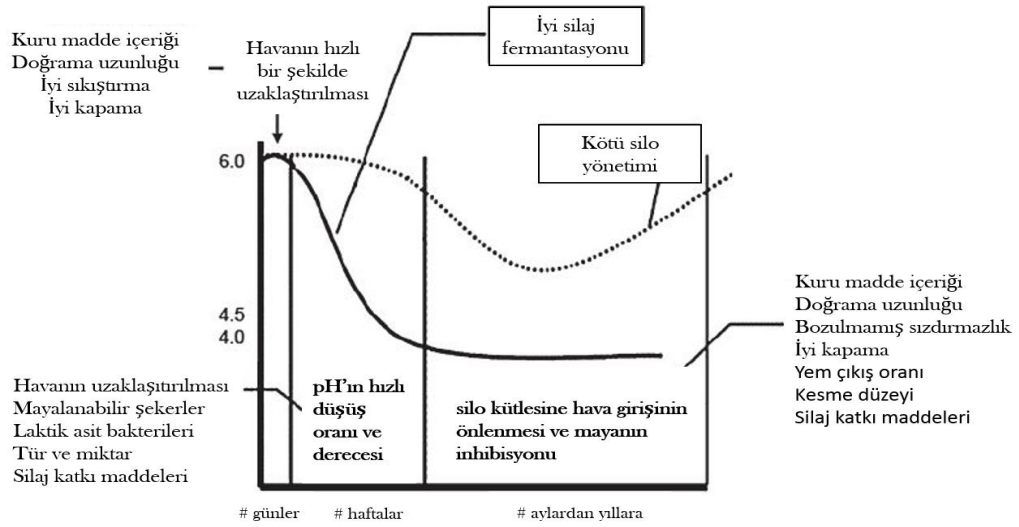 Kuru madde içeriği
Doğrama uzunluğu
İyi sıkıştırma
İyi kapama
Havanın hızlı
bir şekilde
uzaklaştırılması
İyi silaj
fermantasyonu
Kötü silo
yönetimi
6.0
4.5
4.0
Kuru madde içeriği
Doğrama uzunluğu
Bozulmamış sızdırmazlık
İyi kapama
Yem çıkış oranı
Kesme düzeyi
Silaj katkı maddeleri
Havanın uzaklaşıtırılması
Mayalanabilir şekerler
Laktik asit bakterileri
Tür ve miktar
Silaj katkı maddeleri
pH'ın hızlı
düşüş
oranı ve
derecesi
silo kütlesine hava girişinin
önlenmesi ve mayanın
inhibisyonu
# günler
# haftalar
# aylardan yıllara